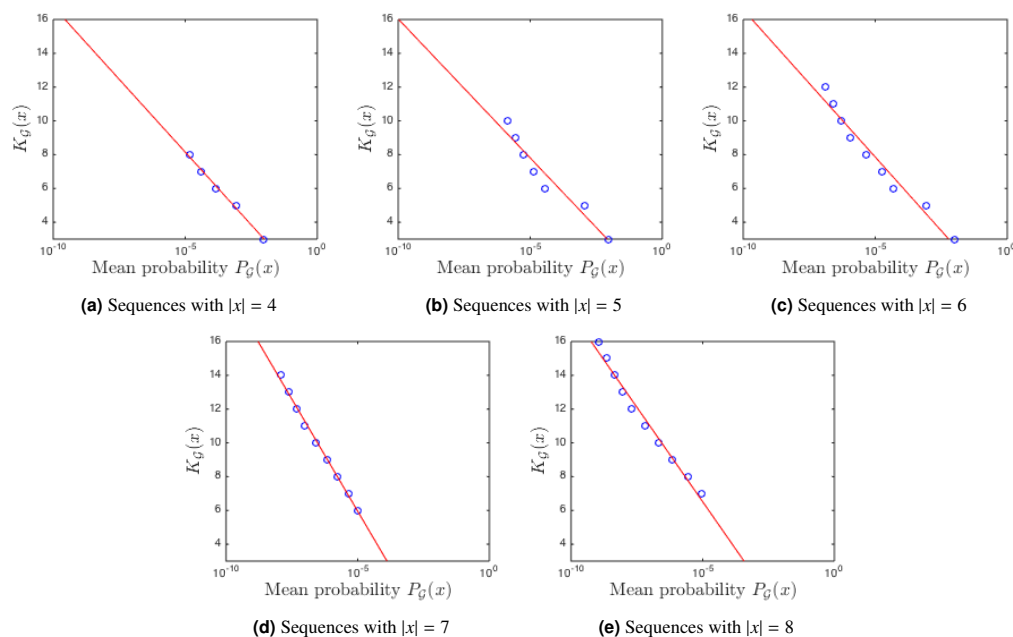 16
14
12
10
8
6
4
K_𝒢(x)
10^-10 10^-5 10^0
Mean probability P_𝒢(x)
(a) Sequences with |x| = 4
16
14
12
10
8
6
4
K_𝒢(x)
10^-10 10^-5 10^0
Mean probability P_𝒢(x)
(b) Sequences with |x| = 5
16
14
12
10
8
6
4
K_𝒢(x)
10^-10 10^-5 10^0
Mean probability P_𝒢(x)
(c) Sequences with |x| = 6
16
14
12
10
8
6
4
K_𝒢(x)
10^-10 10^-5 10^0
Mean probability P_𝒢(x)
(d) Sequences with |x| = 7
16
14
12
10
8
6
4
K_𝒢(x)
10^-10 10^-5 10^0
Mean probability P_𝒢(x)
(e) Sequences with |x| = 8